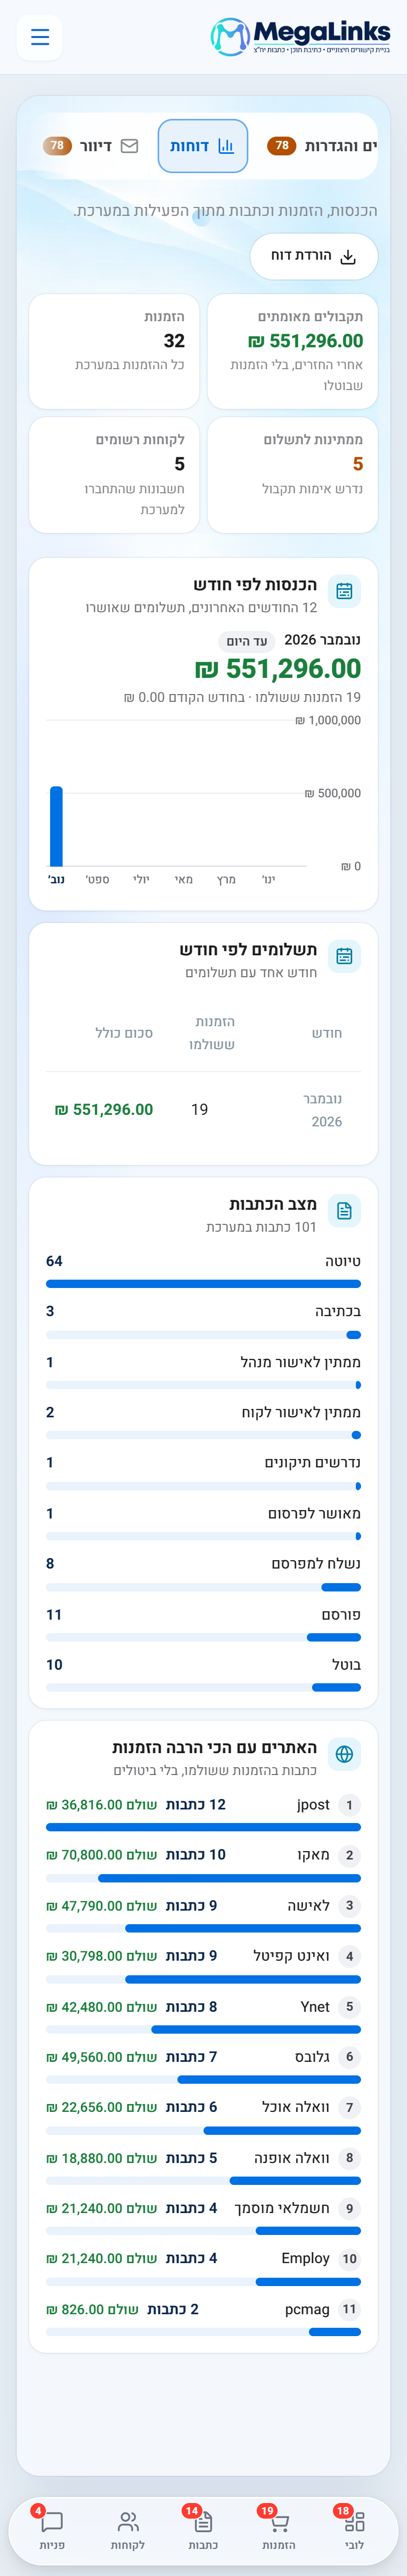 MegaLinks
בניית קישורים חיצוניים • כתיבת תוכן • כתבות יח"צ
ים והגדרות 78
דוחות
דיוור 78
הכנסות, הזמנות וכתבות מתוך הפעילות במערכת.
הורדת דוח
תקבולים מאומתים
551,296.00 ₪
אחרי החזרים, בלי הזמנות
שבוטלו
הזמנות
32
כל ההזמנות במערכת
ממתינות לתשלום
5
נדרש אימות תקבול
לקוחות רשומים
5
חשבונות שהתחברו
למערכת
הכנסות לפי חודש
12 החודשים האחרונים, תשלומים שאושרו
נובמבר 2026 עד היום
551,296.00 ₪
19 הזמנות ששולמו · בחודש הקודם 0.00 ₪
1,000,000 ₪
500,000 ₪
0 ₪
ינו׳ מרץ מאי יולי ספט׳ נוב׳
תשלומים לפי חודש
חודש אחד עם תשלומים
חודש
הזמנות
ששולמו
סכום כולל
נובמבר
2026
19
551,296.00 ₪
מצב הכתבות
101 כתבות במערכת
טיוטה 64
בכתיבה 3
ממתין לאישור מנהל 1
ממתין לאישור לקוח 2
נדרשים תיקונים 1
מאושר לפרסום 1
נשלח למפרסם 8
פורסם 11
בוטל 10
האתרים עם הכי הרבה הזמנות
כתבות בהזמנות ששולמו, בלי ביטולים
1 jpost 12 כתבות שולם 36,816.00 ₪
2 מאקו 10 כתבות שולם 70,800.00 ₪
3 לאישה 9 כתבות שולם 47,790.00 ₪
4 ואינט קפיטל 9 כתבות שולם 30,798.00 ₪
5 Ynet 8 כתבות שולם 42,480.00 ₪
6 גלובס 7 כתבות שולם 49,560.00 ₪
7 וואלה אוכל 6 כתבות שולם 22,656.00 ₪
8 וואלה אופנה 5 כתבות שולם 18,880.00 ₪
9 חשמלאי מוסמך 4 כתבות שולם 21,240.00 ₪
10 Employ 4 כתבות שולם 21,240.00 ₪
11 pcmag 2 כתבות שולם 826.00 ₪
18 19 14 4
לובי הזמנות כתבות לקוחות פניות